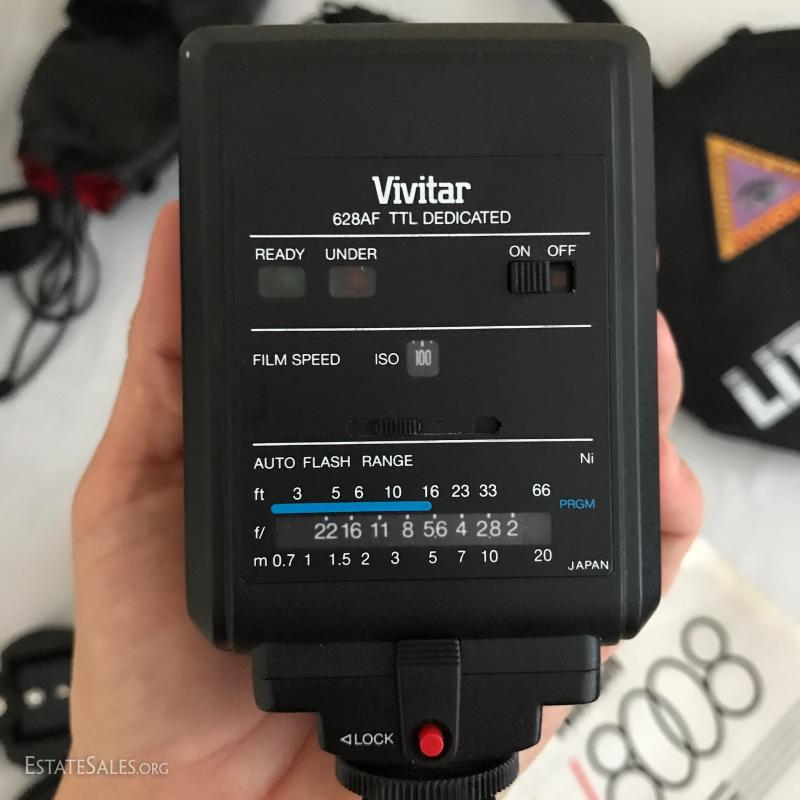 Vivitar
628AF TTL DEDICATED
READY UNDER ON OFF
FILM SPEED ISO 100
AUTO FLASH RANGE Ni
ft 3 5 6 10 16 23 33 66
PRGM
f/ 22 16 11 8 5.6 4 2.8 2
m 0.7 1 1.5 2 3 5 7 10 20
JAPAN
◁LOCK
8008
LIT
ESTATESALES.ORG